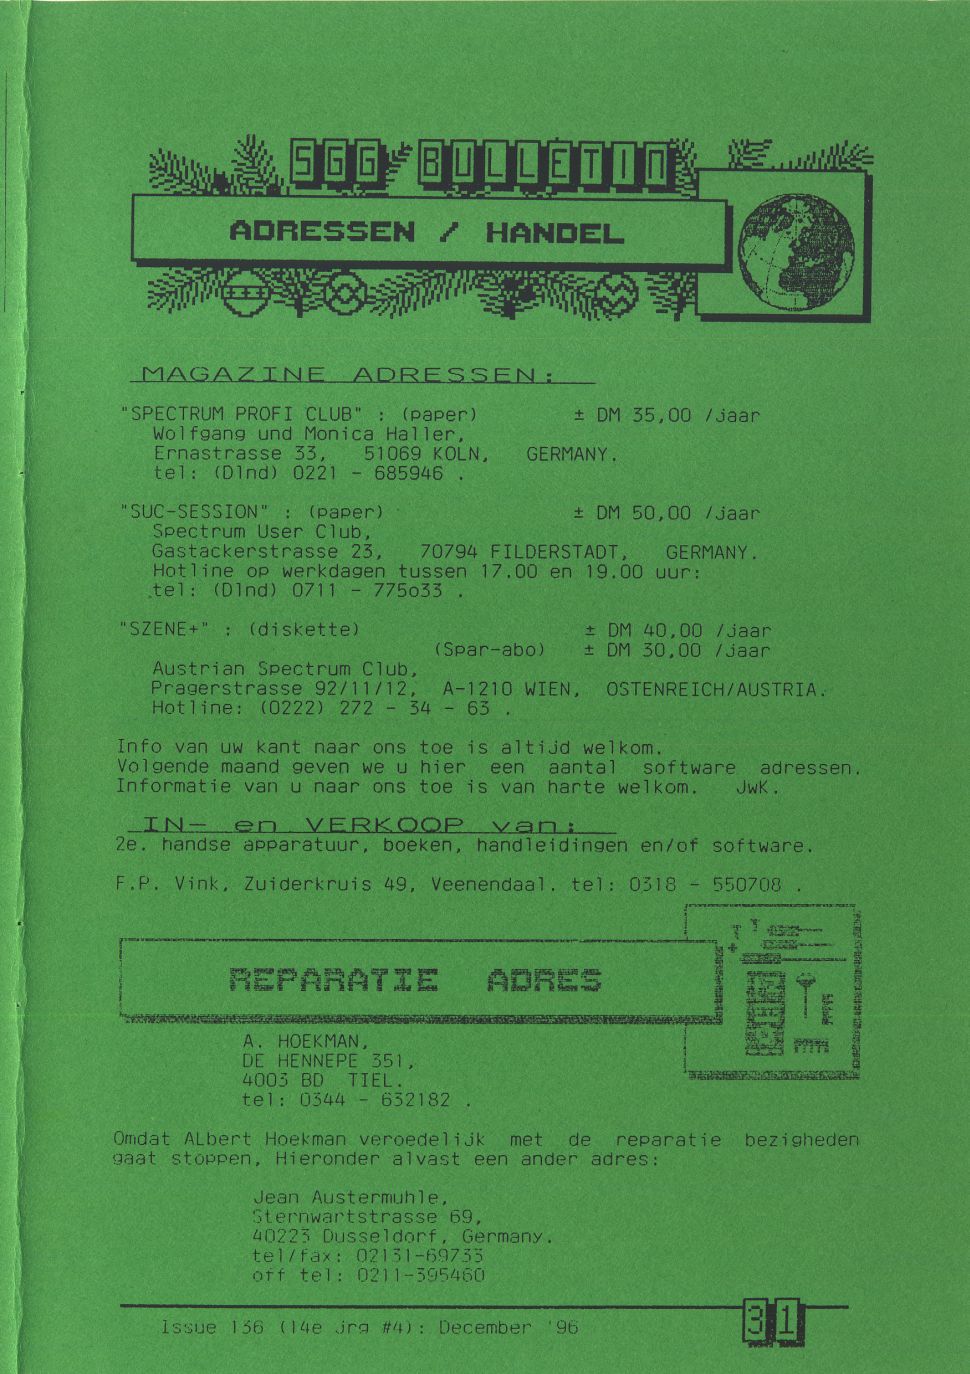 SGG BULLETIN
ADRESSEN / HANDEL
MAGAZINE ADRESSEN:
"SPECTRUM PROFI CLUB" : (paper) ± DM 35,00 /jaar
Wolfgang und Monica Haller,
Ernastrasse 33, 51069 KOLN, GERMANY.
tel: (Dlnd) 0221 - 685946 .
"SUC-SESSION" : (paper) ± DM 50,00 /jaar
Spectrum User Club,
Gastackerstrasse 23, 70794 FILDERSTADT, GERMANY.
Hotline op werkdagen tussen 17.00 en 19.00 uur:
tel: (Dlnd) 0711 - 775o33 .
"SZENE+" : (diskette) ± DM 40,00 /jaar
(Spar-abo) ± DM 30,00 /jaar
Austrian Spectrum Club,
Pragerstrasse 92/11/12, A-1210 WIEN, OSTENREICH/AUSTRIA.
Hotline: (0222) 272 - 34 - 63 .
Info van uw kant naar ons toe is altijd welkom.
Volgende maand geven we u hier een aantal software adressen.
Informatie van u naar ons toe is van harte welkom. JwK.
IN- en VERKOOP van:
2e. handse apparatuur, boeken, handleidingen en/of software.
F.P. Vink, Zuiderkruis 49, Veenendaal. tel: 0318 - 550708 .
REPARATIE ADRES
A. HOEKMAN,
DE HENNEPE 351,
4003 BD TIEL.
tel: 0344 - 632182 .
Omdat ALbert Hoekman veroedelijk met de reparatie bezigheden
gaat stoppen, Hieronder alvast een ander adres:
Jean Austermuhle,
Sternwartstrasse 69,
40223 Dusseldorf, Germany.
tel/fax: 02131-69733
off tel: 0211-395460
Issue 136 (14e jrg #4): December '96
31